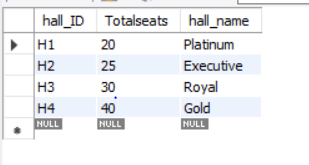 hall_ID Totalseats hall_name
H1 20 Platinum
H2 25 Executive
H3 30 Royal
H4 40 Gold
NULL NULL NULL